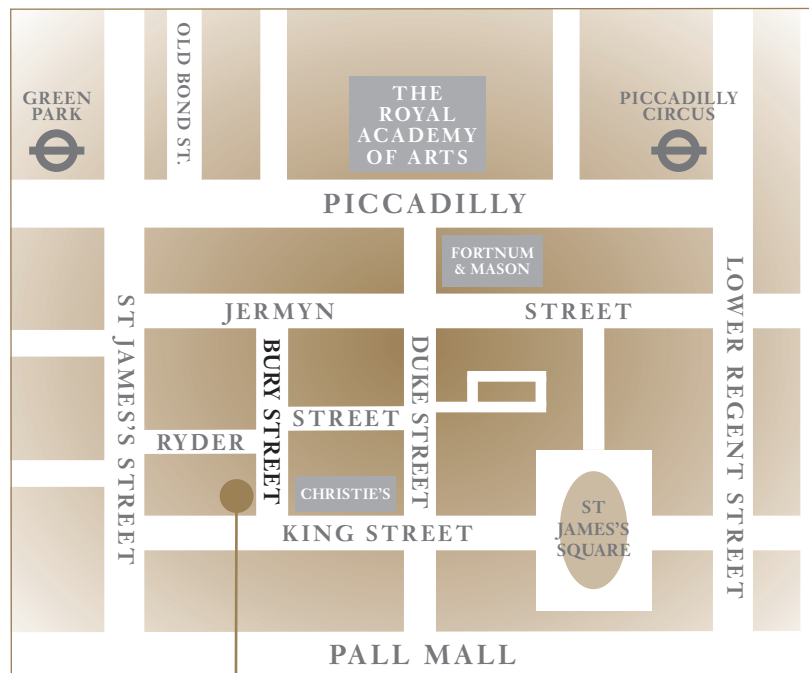 OLD BOND ST.
GREEN
PARK
THE
ROYAL
ACADEMY
OF ARTS
PICCADILLY
CIRCUS
PICCADILLY
FORTNUM
& MASON
JERMYN STREET
ST JAMES'S STREET
BURY STREET
DUKE STREET
LOWER REGENT STREET
RYDER STREET
CHRISTIE'S
KING STREET
ST
JAMES'S
SQUARE
PALL MALL